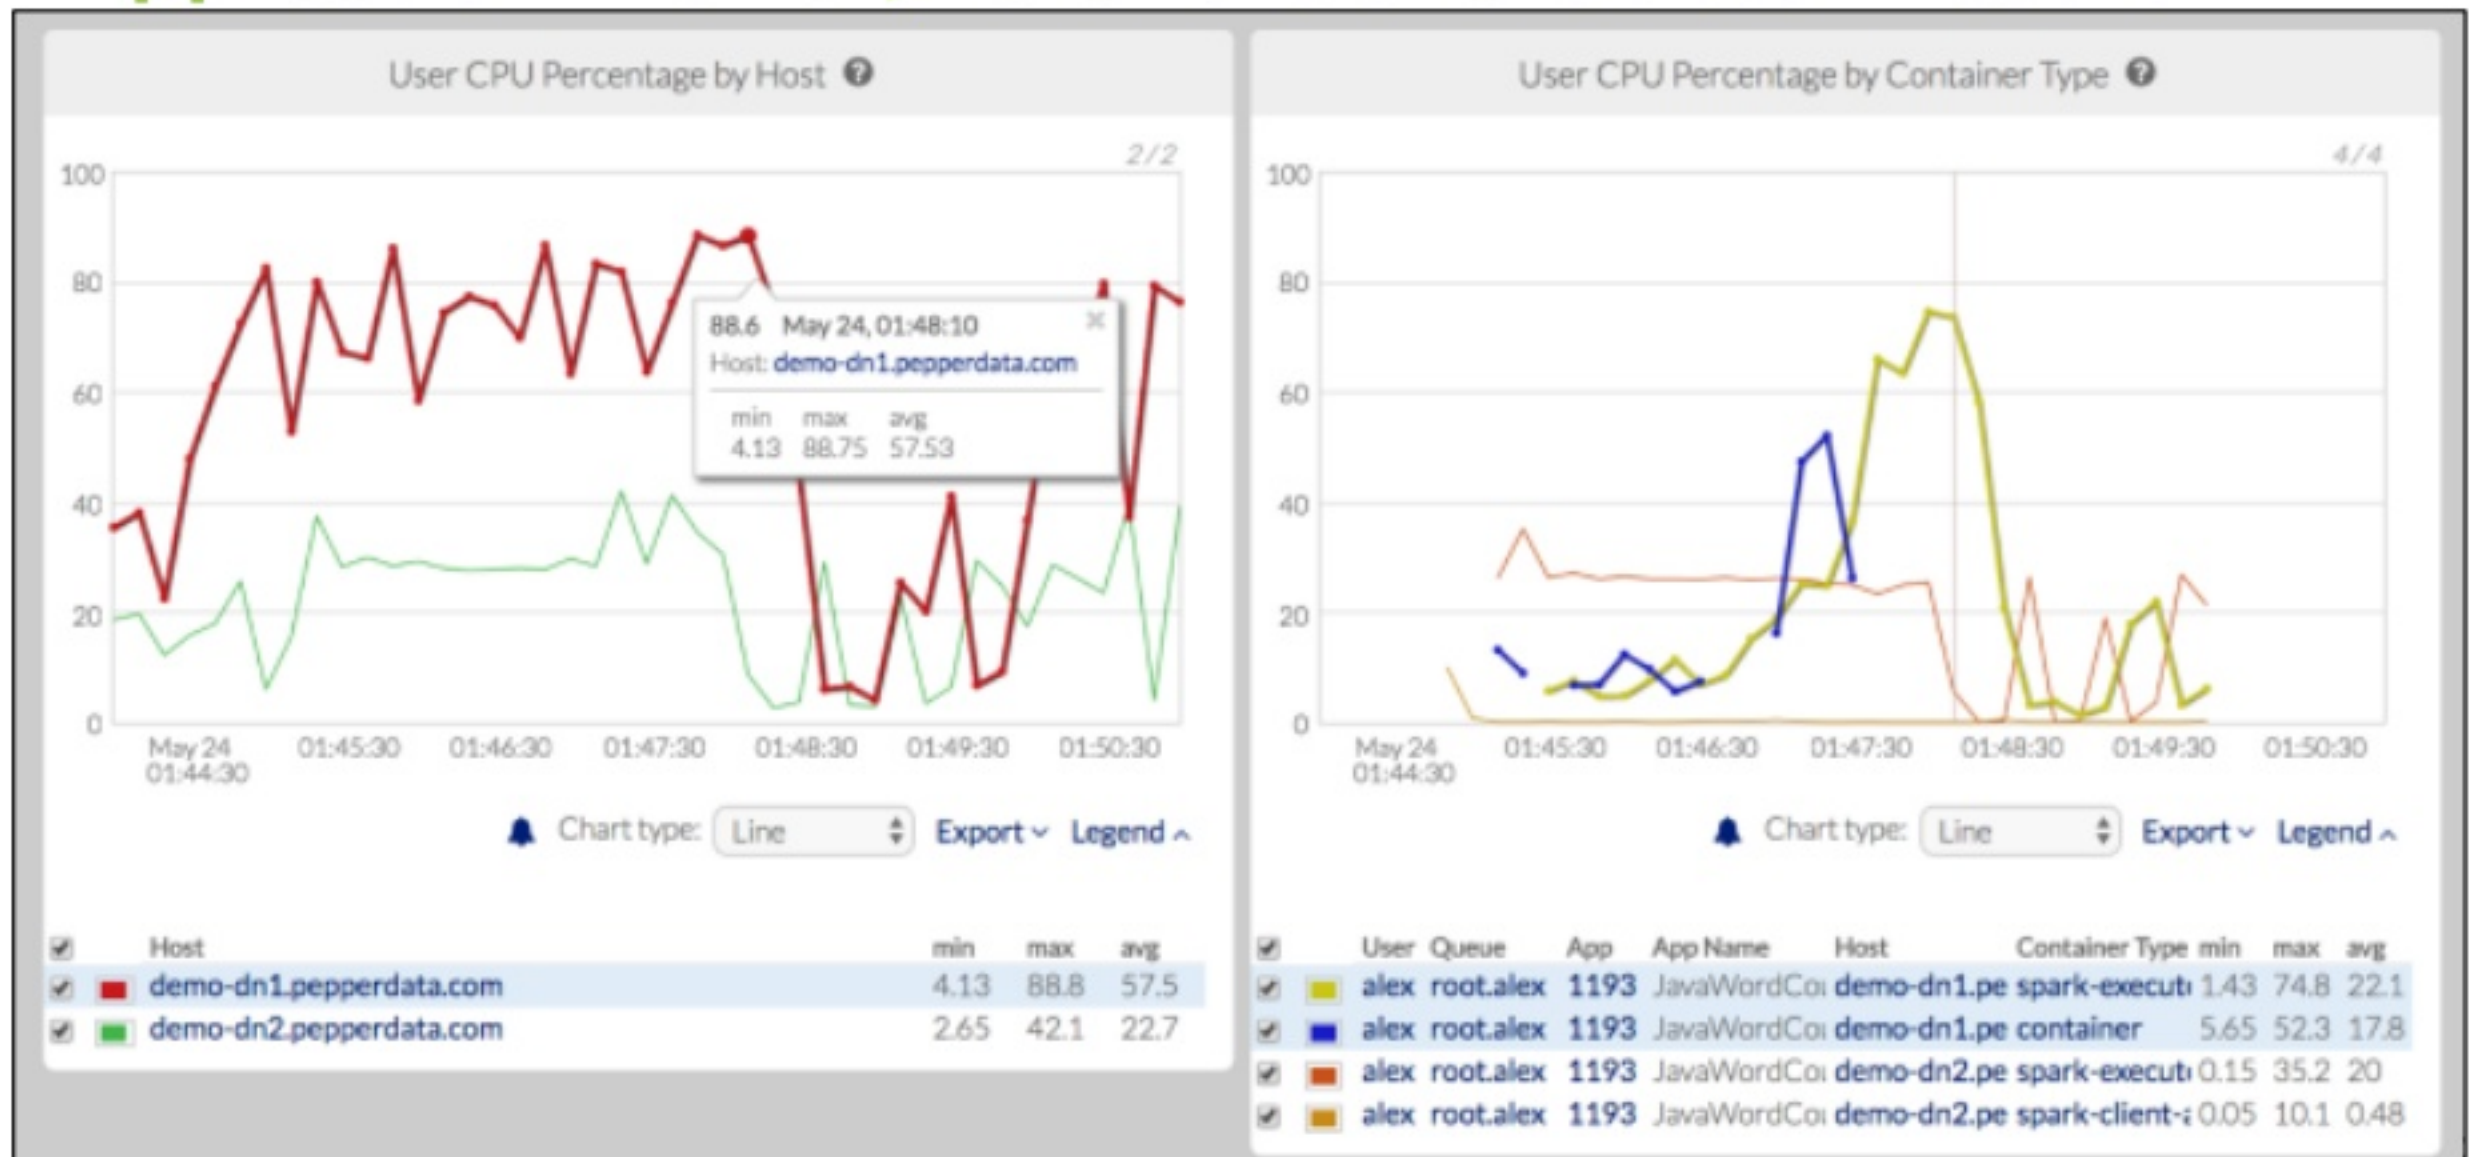 User CPU Percentage by Host ?
2/2
100
80
60
40
20
0
88.6 May 24, 01:48:10
Host: demo-dn1.pepperdata.com
min max avg
4.13 88.75 57.53
May 24 01:45:30 01:46:30 01:47:30 01:48:30 01:49:30 01:50:30
01:44:30
Chart type: Line Export Legend
Host min max avg
demo-dn1.pepperdata.com 4.13 88.8 57.5
demo-dn2.pepperdata.com 2.65 42.1 22.7
User CPU Percentage by Container Type ?
4/4
100
80
60
40
20
0
May 24 01:45:30 01:46:30 01:47:30 01:48:30 01:49:30 01:50:30
01:44:30
Chart type: Line Export Legend
User Queue App App Name Host Container Type min max avg
alex root.alex 1193 JavaWordCou demo-dn1.pe spark-execut 1.43 74.8 22.1
alex root.alex 1193 JavaWordCou demo-dn1.pe container 5.65 52.3 17.8
alex root.alex 1193 JavaWordCou demo-dn2.pe spark-execut 0.15 35.2 20
alex root.alex 1193 JavaWordCou demo-dn2.pe spark-client- 0.05 10.1 0.48